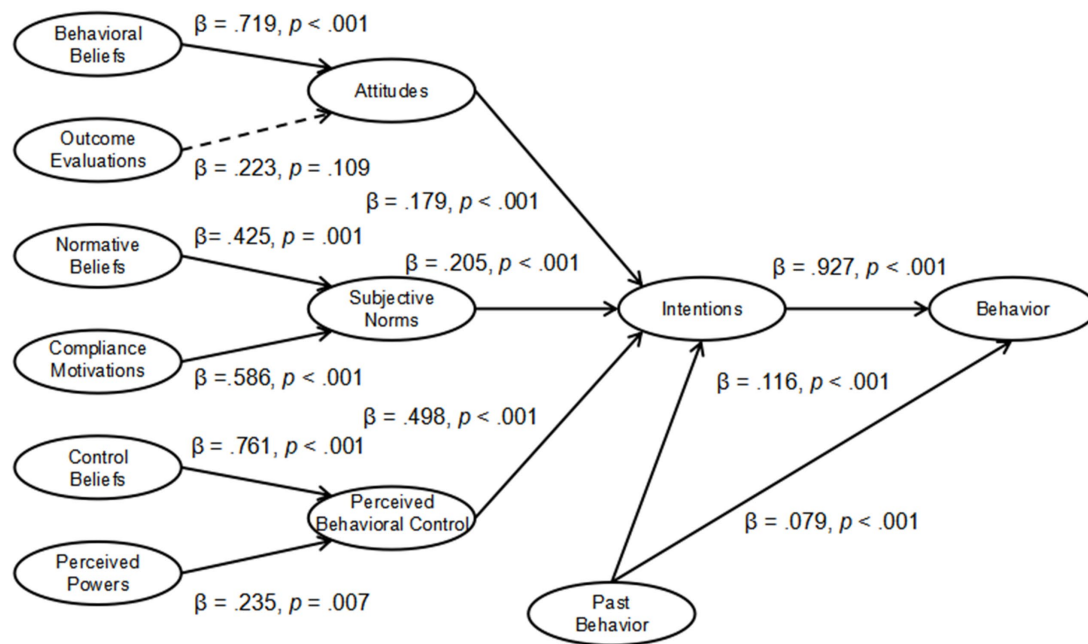 Behavioral
Beliefs
β = .719, p < .001
Attitudes
Outcome
Evaluations
β = .223, p = .109
β = .179, p < .001
Normative
Beliefs
β= .425, p = .001
β = .205, p < .001
β = .927, p < .001
Subjective
Norms
Intentions
Behavior
Compliance
Motivations
β =.586, p < .001
β = .116, p < .001
β = .498, p < .001
Control
Beliefs
β = .761, p < .001
Perceived
Behavioral Control
β = .079, p < .001
Perceived
Powers
β = .235, p = .007
Past
Behavior